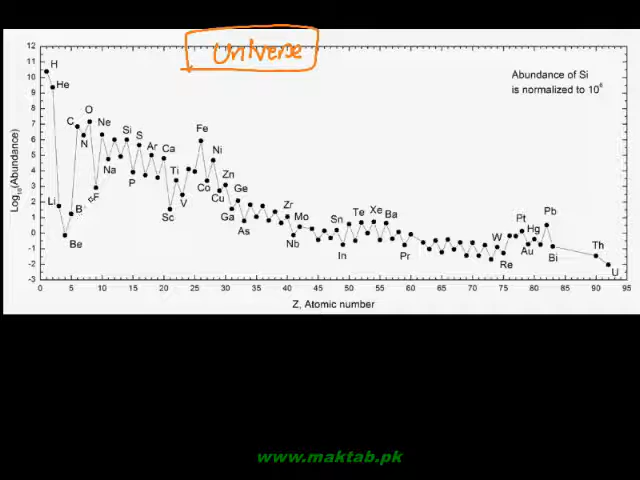 Universe
Abundance of Si
is normalized to 10⁶
12
11
10
9
8
7
6
5
4
3
2
1
0
-1
-2
-3
Log₁₀(Abundance)
H
He
Li
Be
B
C
N
O
F
Ne
Na
Si
P
S
Ar
Ca
Sc
Ti
V
Fe
Co
Ni
Cu
Zn
Ga
Ge
As
Zr
Nb
Mo
Sn
In
Te
Xe
Ba
Pr
W
Re
Pt
Au
Hg
Pb
Bi
Th
U
0 5 10 15 20 25 30 35 40 45 50 55 60 65 70 75 80 85 90 95
Z, Atomic number
www.maktab.pk